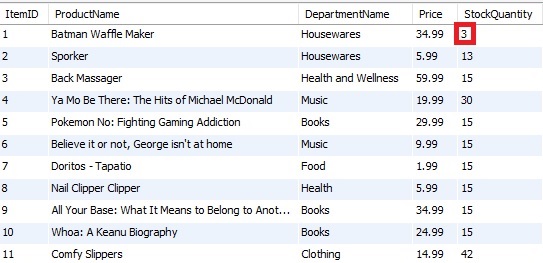 ItemID ProductName DepartmentName Price StockQuantity
1 Batman Waffle Maker Housewares 34.99 3
2 Sporker Housewares 5.99 13
3 Back Massager Health and Wellness 59.99 15
4 Ya Mo Be There: The Hits of Michael McDonald Music 19.99 30
5 Pokemon No: Fighting Gaming Addiction Books 29.99 15
6 Believe it or not, George isn't at home Music 9.99 15
7 Doritos - Tapatio Food 1.99 15
8 Nail Clipper Clipper Health 5.99 15
9 All Your Base: What It Means to Belong to Anot... Books 34.99 15
10 Whoa: A Keanu Biography Books 24.99 15
11 Comfy Slippers Clothing 14.99 42